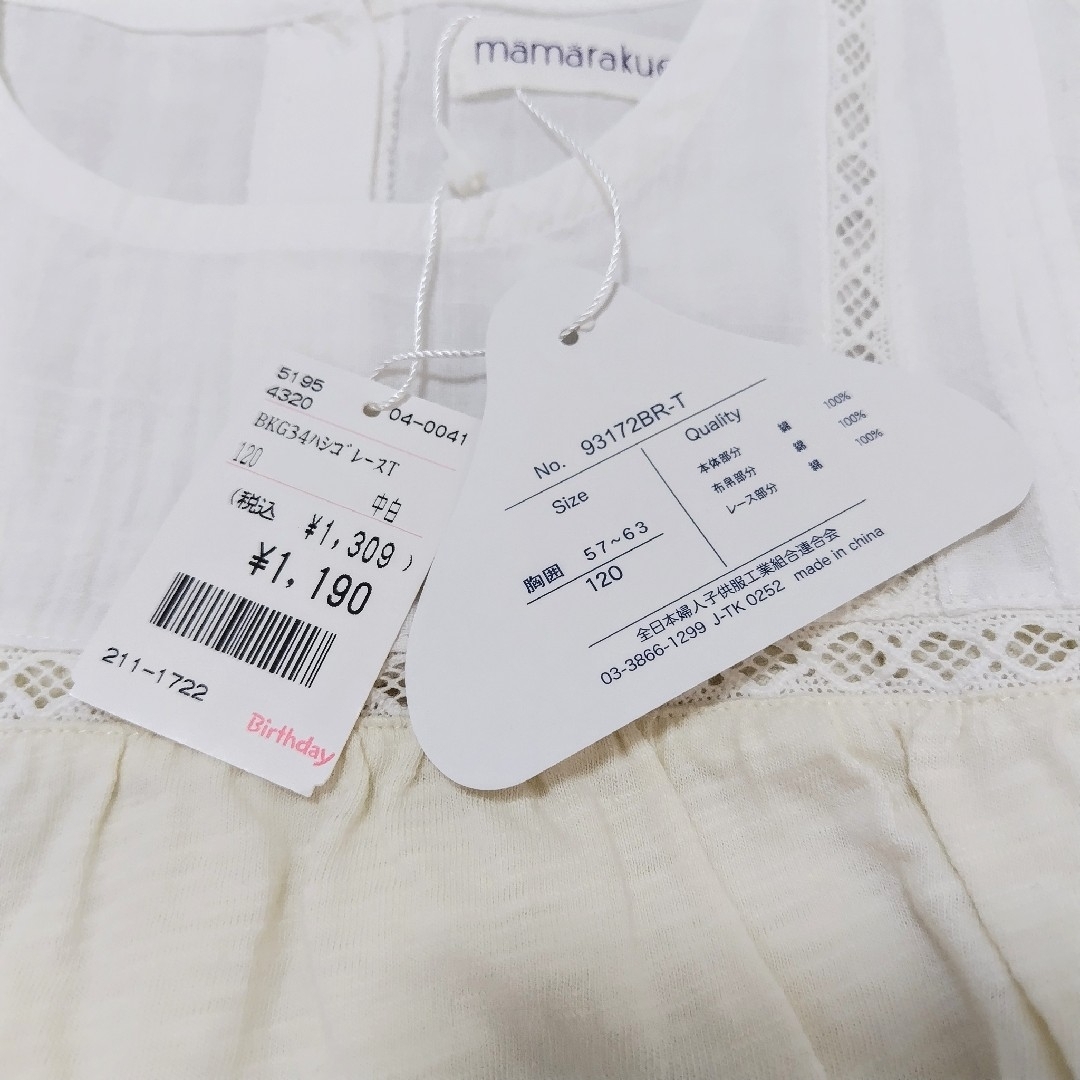 mamarakue
5195
4320
04-0041
BKG34ﾊｼｺﾞﾚｰｽT
120
中白
(税込 ¥1,309)
¥1,190
211-1722
Birthday
No. 93172BR-T
Size
胸囲 57~63
120
Quality
本体部分 綿 100%
布帛部分 綿 100%
レース部分 綿 100%
全日本婦人子供服工業組合連合会
03-3866-1299 J-TK 0252 made in china